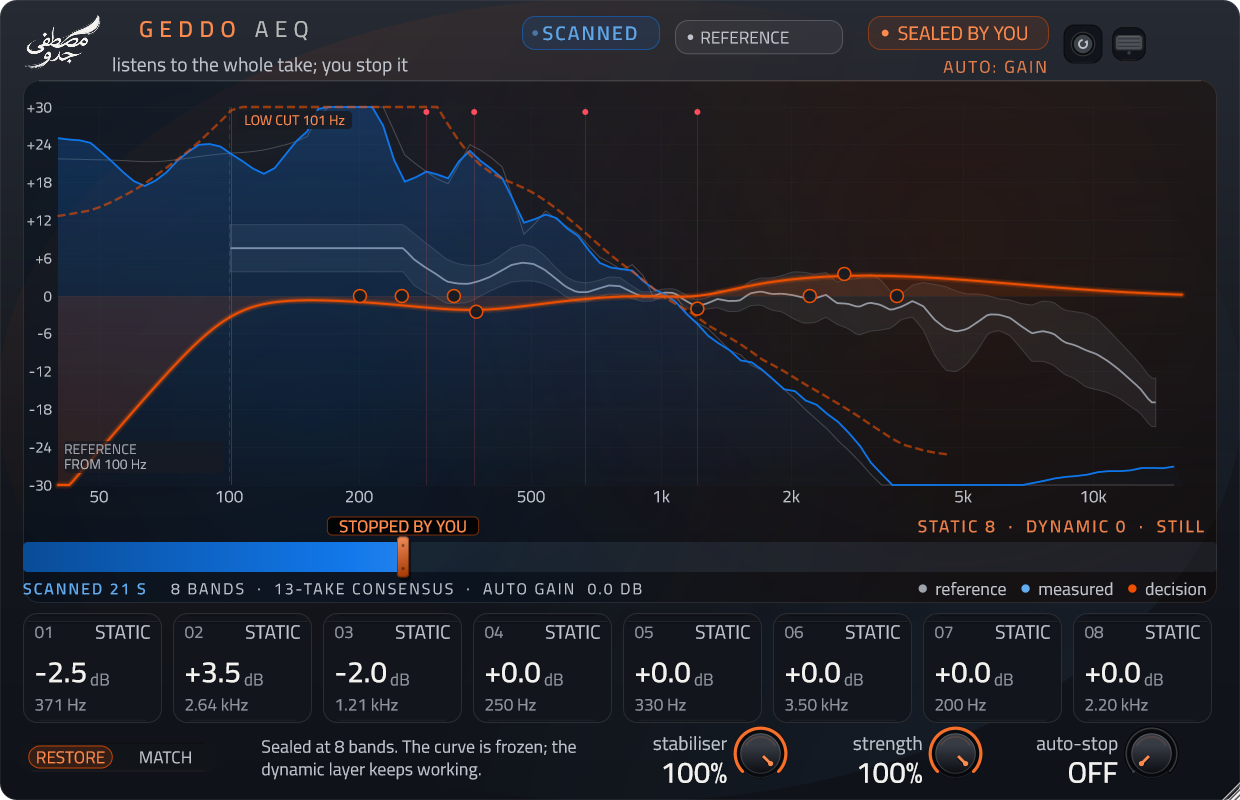 مصطفى
جدو
GEDDO AEQ
listens to the whole take; you stop it
SCANNED
REFERENCE
SEALED BY YOU
AUTO: GAIN
+30
+24
+18
+12
+6
0
-6
-12
-18
-24
-30
LOW CUT 101 Hz
REFERENCE
FROM 100 Hz
50 100 200 500 1k 2k 5k 10k
STOPPED BY YOU
STATIC 8 · DYNAMIC 0 · STILL
SCANNED 21 S 8 BANDS · 13-TAKE CONSENSUS · AUTO GAIN 0.0 DB
reference measured decision
01 STATIC
-2.5 dB
371 Hz
02 STATIC
+3.5 dB
2.64 kHz
03 STATIC
-2.0 dB
1.21 kHz
04 STATIC
+0.0 dB
250 Hz
05 STATIC
+0.0 dB
330 Hz
06 STATIC
+0.0 dB
3.50 kHz
07 STATIC
+0.0 dB
200 Hz
08 STATIC
+0.0 dB
2.20 kHz
RESTORE MATCH
Sealed at 8 bands. The curve is frozen; the
dynamic layer keeps working.
stabiliser
100%
strength
100%
auto-stop
OFF